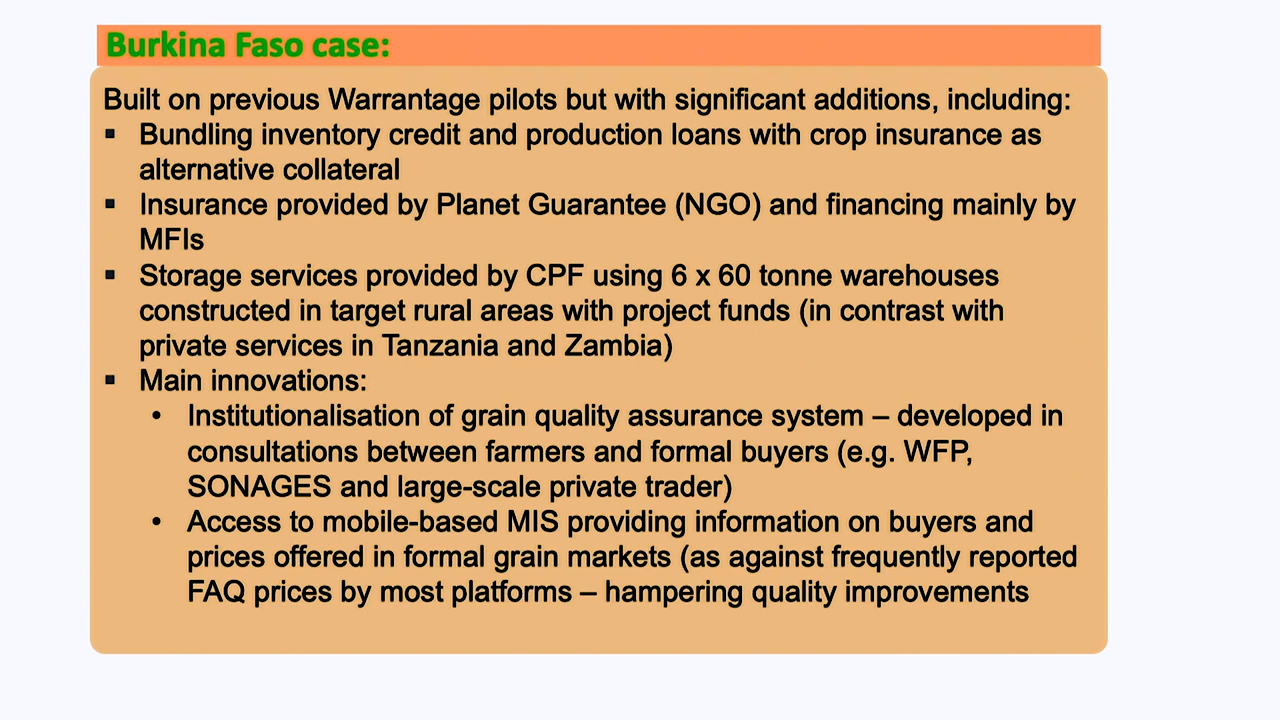 Burkina Faso case:
Built on previous Warrantage pilots but with significant additions, including:
▪ Bundling inventory credit and production loans with crop insurance as
alternative collateral
▪ Insurance provided by Planet Guarantee (NGO) and financing mainly by
MFIs
▪ Storage services provided by CPF using 6 x 60 tonne warehouses
constructed in target rural areas with project funds (in contrast with
private services in Tanzania and Zambia)
▪ Main innovations:
• Institutionalisation of grain quality assurance system – developed in
consultations between farmers and formal buyers (e.g. WFP,
SONAGES and large-scale private trader)
• Access to mobile-based MIS providing information on buyers and
prices offered in formal grain markets (as against frequently reported
FAQ prices by most platforms – hampering quality improvements